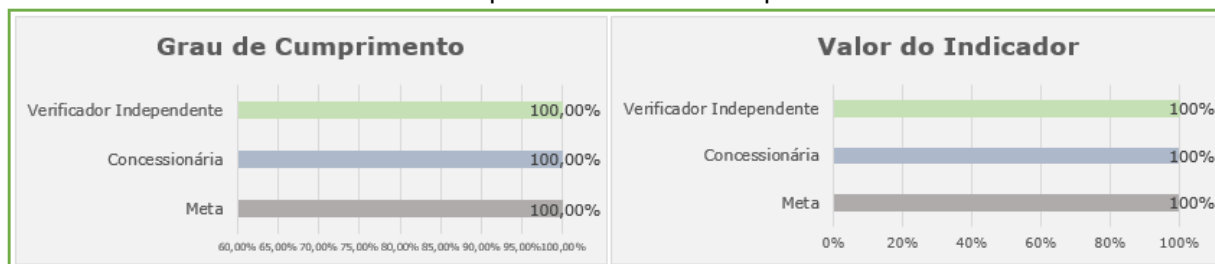 Grau de Cumprimento
Verificador Independente 100,00%
Concessionária 100,00%
Meta 100,00%
60,00% 65,00% 70,00% 75,00% 80,00% 85,00% 90,00% 95,00% 100,00%
Valor do Indicador
Verificador Independente 100%
Concessionária 100%
Meta 100%
0% 20% 40% 60% 80% 100%